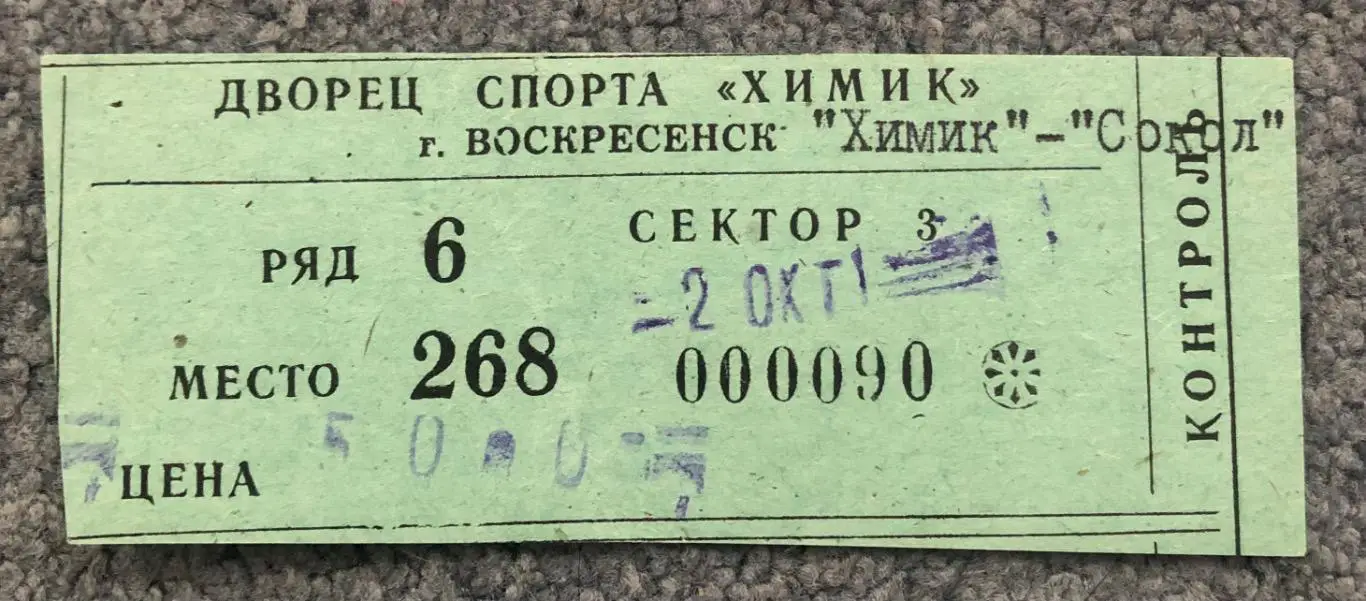 ДВОРЕЦ СПОРТА «ХИМИК»
г. ВОСКРЕСЕНСК "Химик"-"Сокол"
РЯД 6 СЕКТОР 3
-2 ОКТ
МЕСТО 268 000090
ЦЕНА
КОНТРОЛЬ